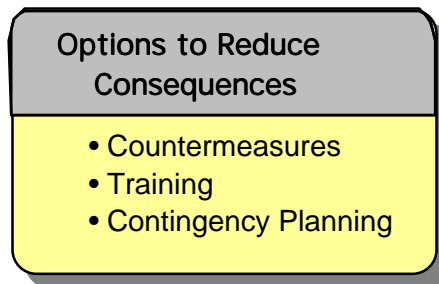 Options to Reduce
Consequences
• Countermeasures
• Training
• Contingency Planning